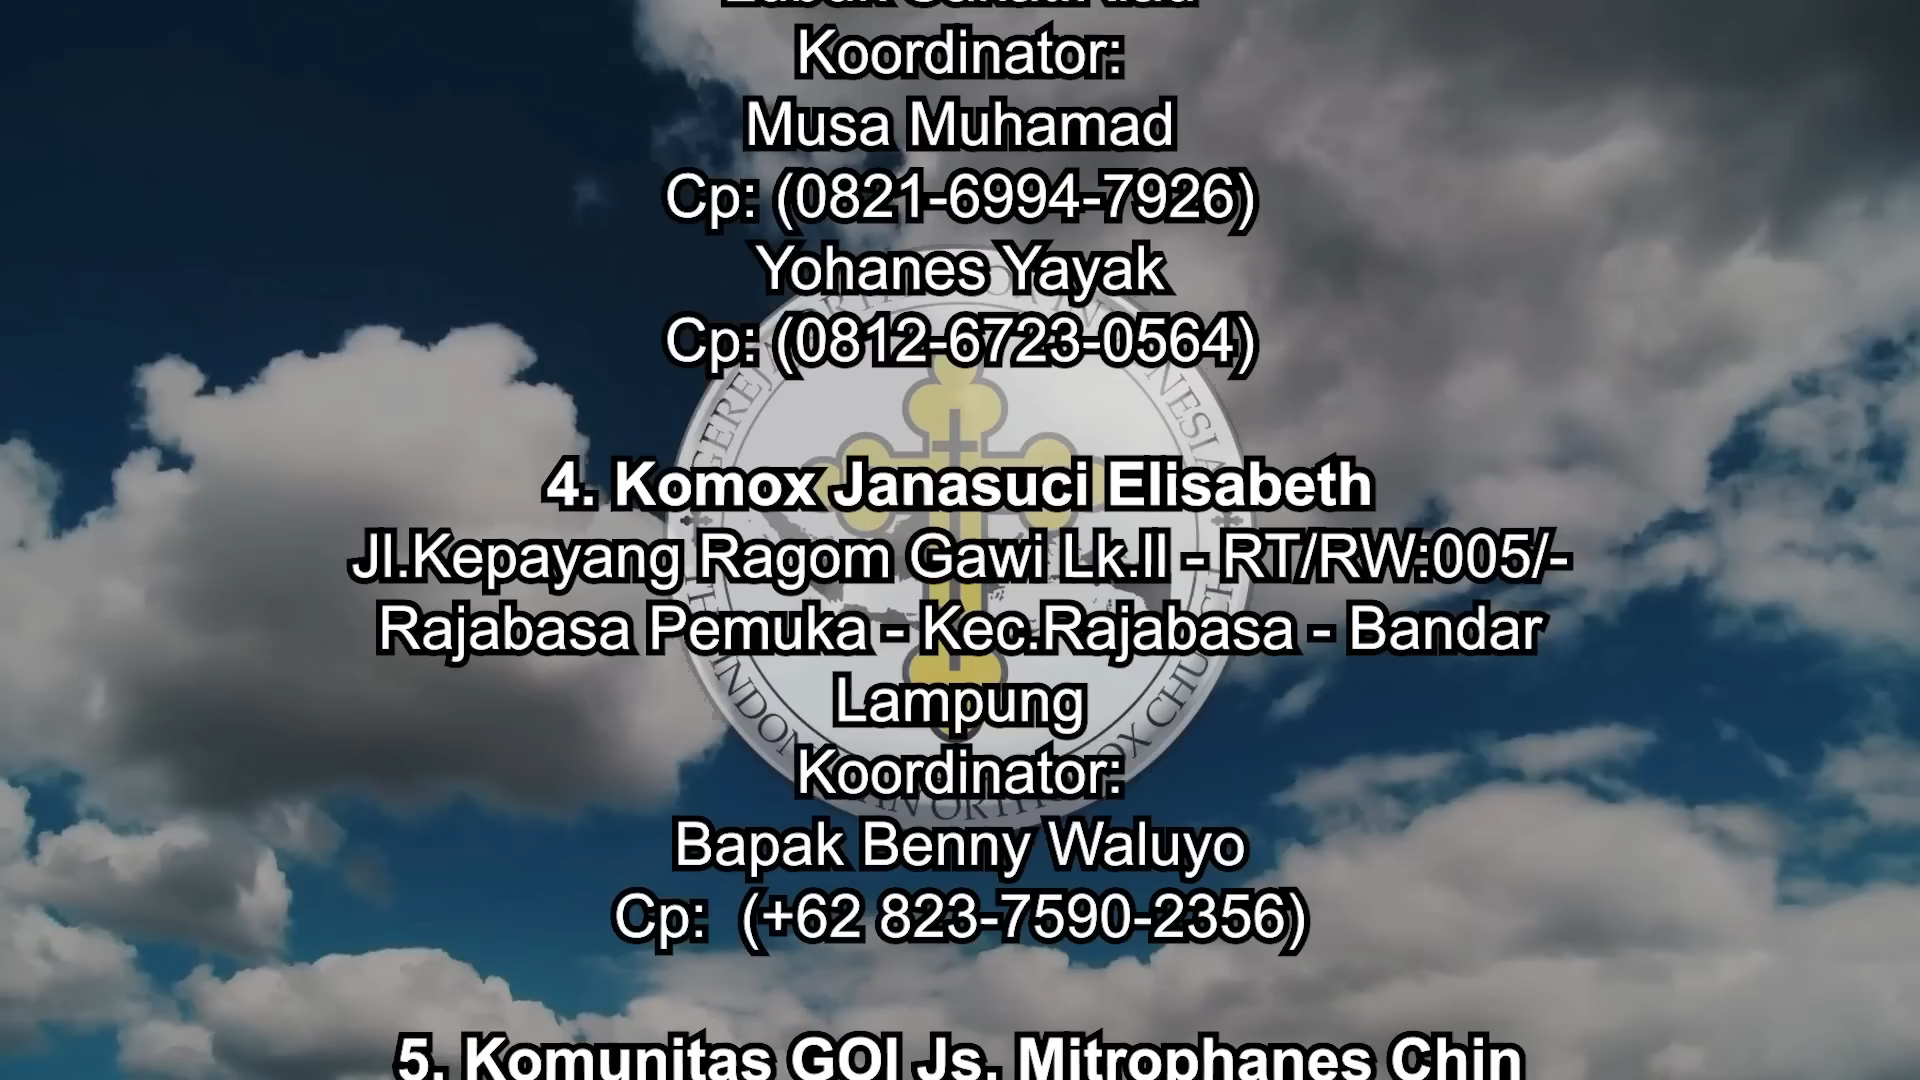 Koordinator:
Musa Muhamad
Cp: (0821-6994-7926)
Yohanes Yayak
Cp: (0812-6723-0564)
4. Komox Janasuci Elisabeth
Jl.Kepayang Ragom Gawi Lk.II - RT/RW:005/-
Rajabasa Pemuka - Kec.Rajabasa - Bandar
Lampung
Koordinator:
Bapak Benny Waluyo
Cp:  (+62 823-7590-2356)
5. Komunitas GOI Js. Mitrophanes Chin